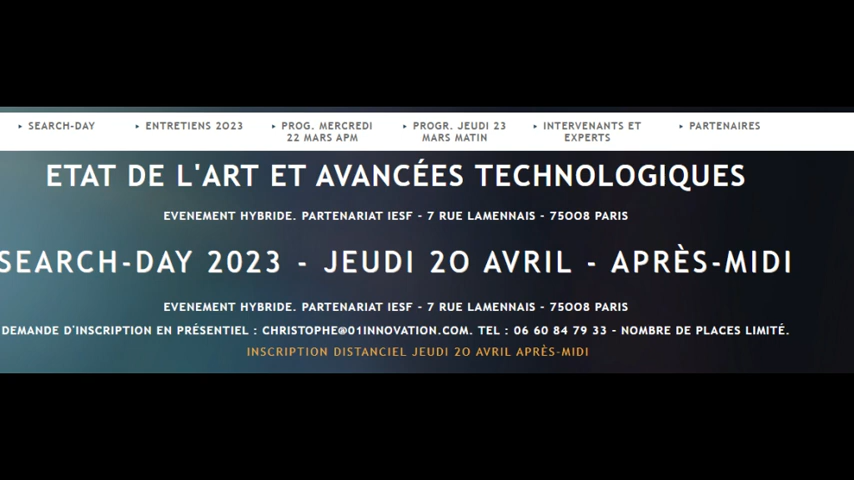 SEARCH-DAY
ENTRETIENS 2023
PROG. MERCREDI
22 MARS APM
PROGR. JEUDI 23
MARS MATIN
INTERVENANTS ET
EXPERTS
PARTENAIRES
ETAT DE L'ART ET AVANCÉES TECHNOLOGIQUES
EVENEMENT HYBRIDE. PARTENARIAT IESF - 7 RUE LAMENNAIS - 75008 PARIS
SEARCH-DAY 2023 - JEUDI 20 AVRIL - APRÈS-MIDI
EVENEMENT HYBRIDE. PARTENARIAT IESF - 7 RUE LAMENNAIS - 75008 PARIS
DEMANDE D'INSCRIPTION EN PRÉSENTIEL : CHRISTOPHE@01INNOVATION.COM. TEL : 06 60 84 79 33 - NOMBRE DE PLACES LIMITÉ.
INSCRIPTION DISTANCIEL JEUDI 20 AVRIL APRÈS-MIDI